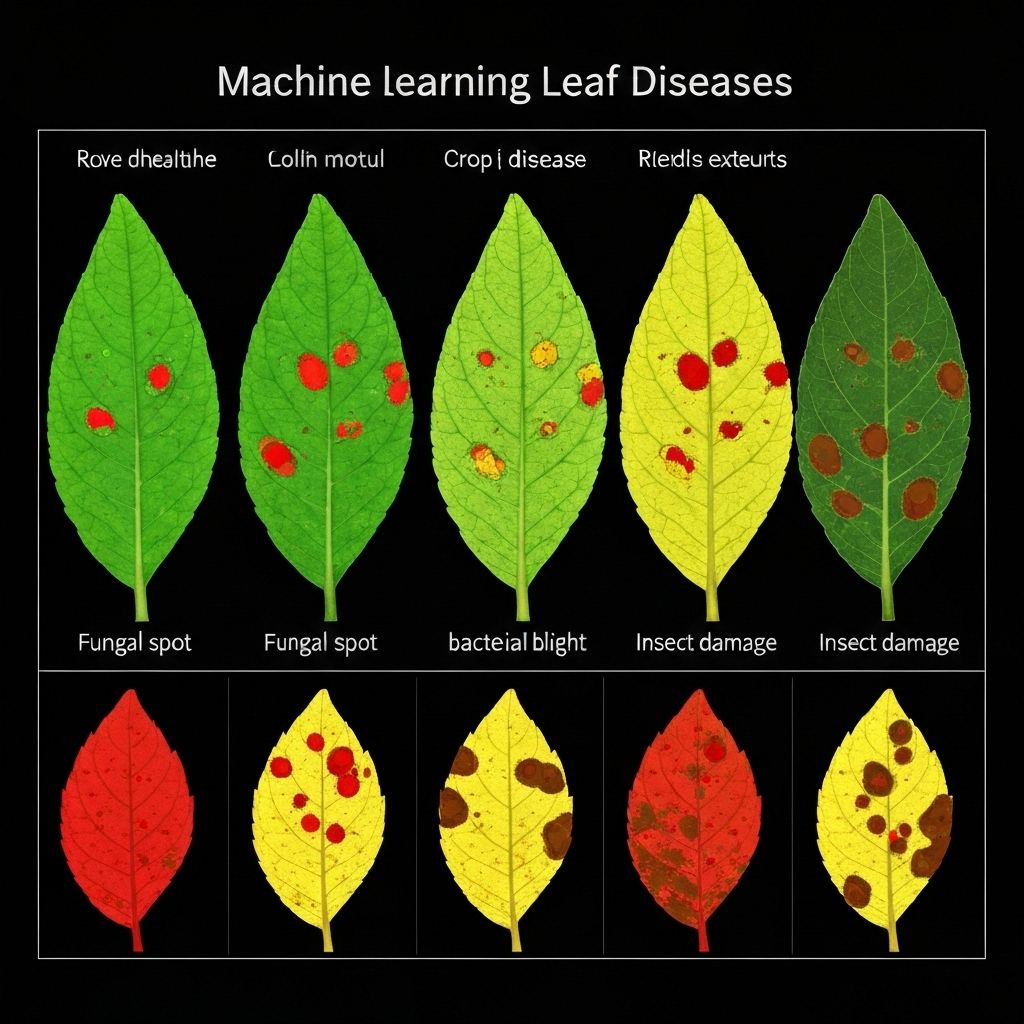 Machine Learning Leaf Diseases
Rove dhealthe
Colln motul
Crop disease
exteurts
Fungal spot
Fungal spot
bacteial blight
Insect damage
Insect damage